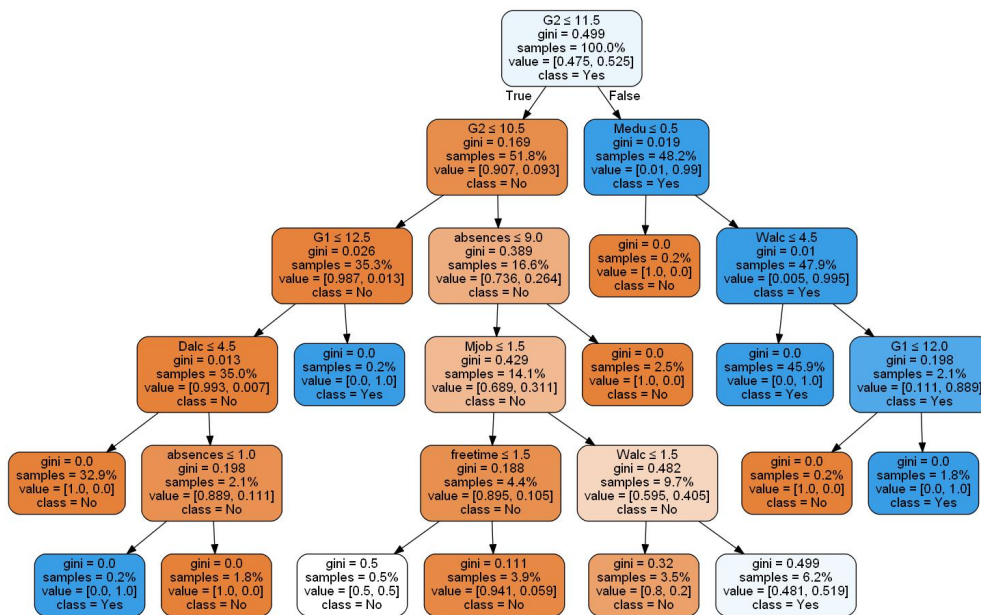 G2 ≤ 11.5
gini = 0.499
samples = 100.0%
value = [0.475, 0.525]
class = Yes
True
False
G2 ≤ 10.5
gini = 0.169
samples = 51.8%
value = [0.907, 0.093]
class = No
Medu ≤ 0.5
gini = 0.019
samples = 48.2%
value = [0.01, 0.99]
class = Yes
G1 ≤ 12.5
gini = 0.026
samples = 35.3%
value = [0.987, 0.013]
class = No
absences ≤ 9.0
gini = 0.389
samples = 16.6%
value = [0.736, 0.264]
class = No
gini = 0.0
samples = 0.2%
value = [1.0, 0.0]
class = No
Walc ≤ 4.5
gini = 0.01
samples = 47.9%
value = [0.005, 0.995]
class = Yes
Dalc ≤ 4.5
gini = 0.013
samples = 35.0%
value = [0.993, 0.007]
class = No
gini = 0.0
samples = 0.2%
value = [0.0, 1.0]
class = Yes
Mjob ≤ 1.5
gini = 0.429
samples = 14.1%
value = [0.689, 0.311]
class = No
gini = 0.0
samples = 2.5%
value = [1.0, 0.0]
class = No
gini = 0.0
samples = 45.9%
value = [0.0, 1.0]
class = Yes
G1 ≤ 12.0
gini = 0.198
samples = 2.1%
value = [0.111, 0.889]
class = Yes
gini = 0.0
samples = 32.9%
value = [1.0, 0.0]
class = No
absences ≤ 1.0
gini = 0.198
samples = 2.1%
value = [0.889, 0.111]
class = No
freetime ≤ 1.5
gini = 0.188
samples = 4.4%
value = [0.895, 0.105]
class = No
Walc ≤ 1.5
gini = 0.482
samples = 9.7%
value = [0.595, 0.405]
class = No
gini = 0.0
samples = 0.2%
value = [1.0, 0.0]
class = No
gini = 0.0
samples = 1.8%
value = [0.0, 1.0]
class = Yes
gini = 0.0
samples = 0.2%
value = [0.0, 1.0]
class = Yes
gini = 0.0
samples = 1.8%
value = [1.0, 0.0]
class = No
gini = 0.5
samples = 0.5%
value = [0.5, 0.5]
class = No
gini = 0.111
samples = 3.9%
value = [0.941, 0.059]
class = No
gini = 0.32
samples = 3.5%
value = [0.8, 0.2]
class = No
gini = 0.499
samples = 6.2%
value = [0.481, 0.519]
class = Yes